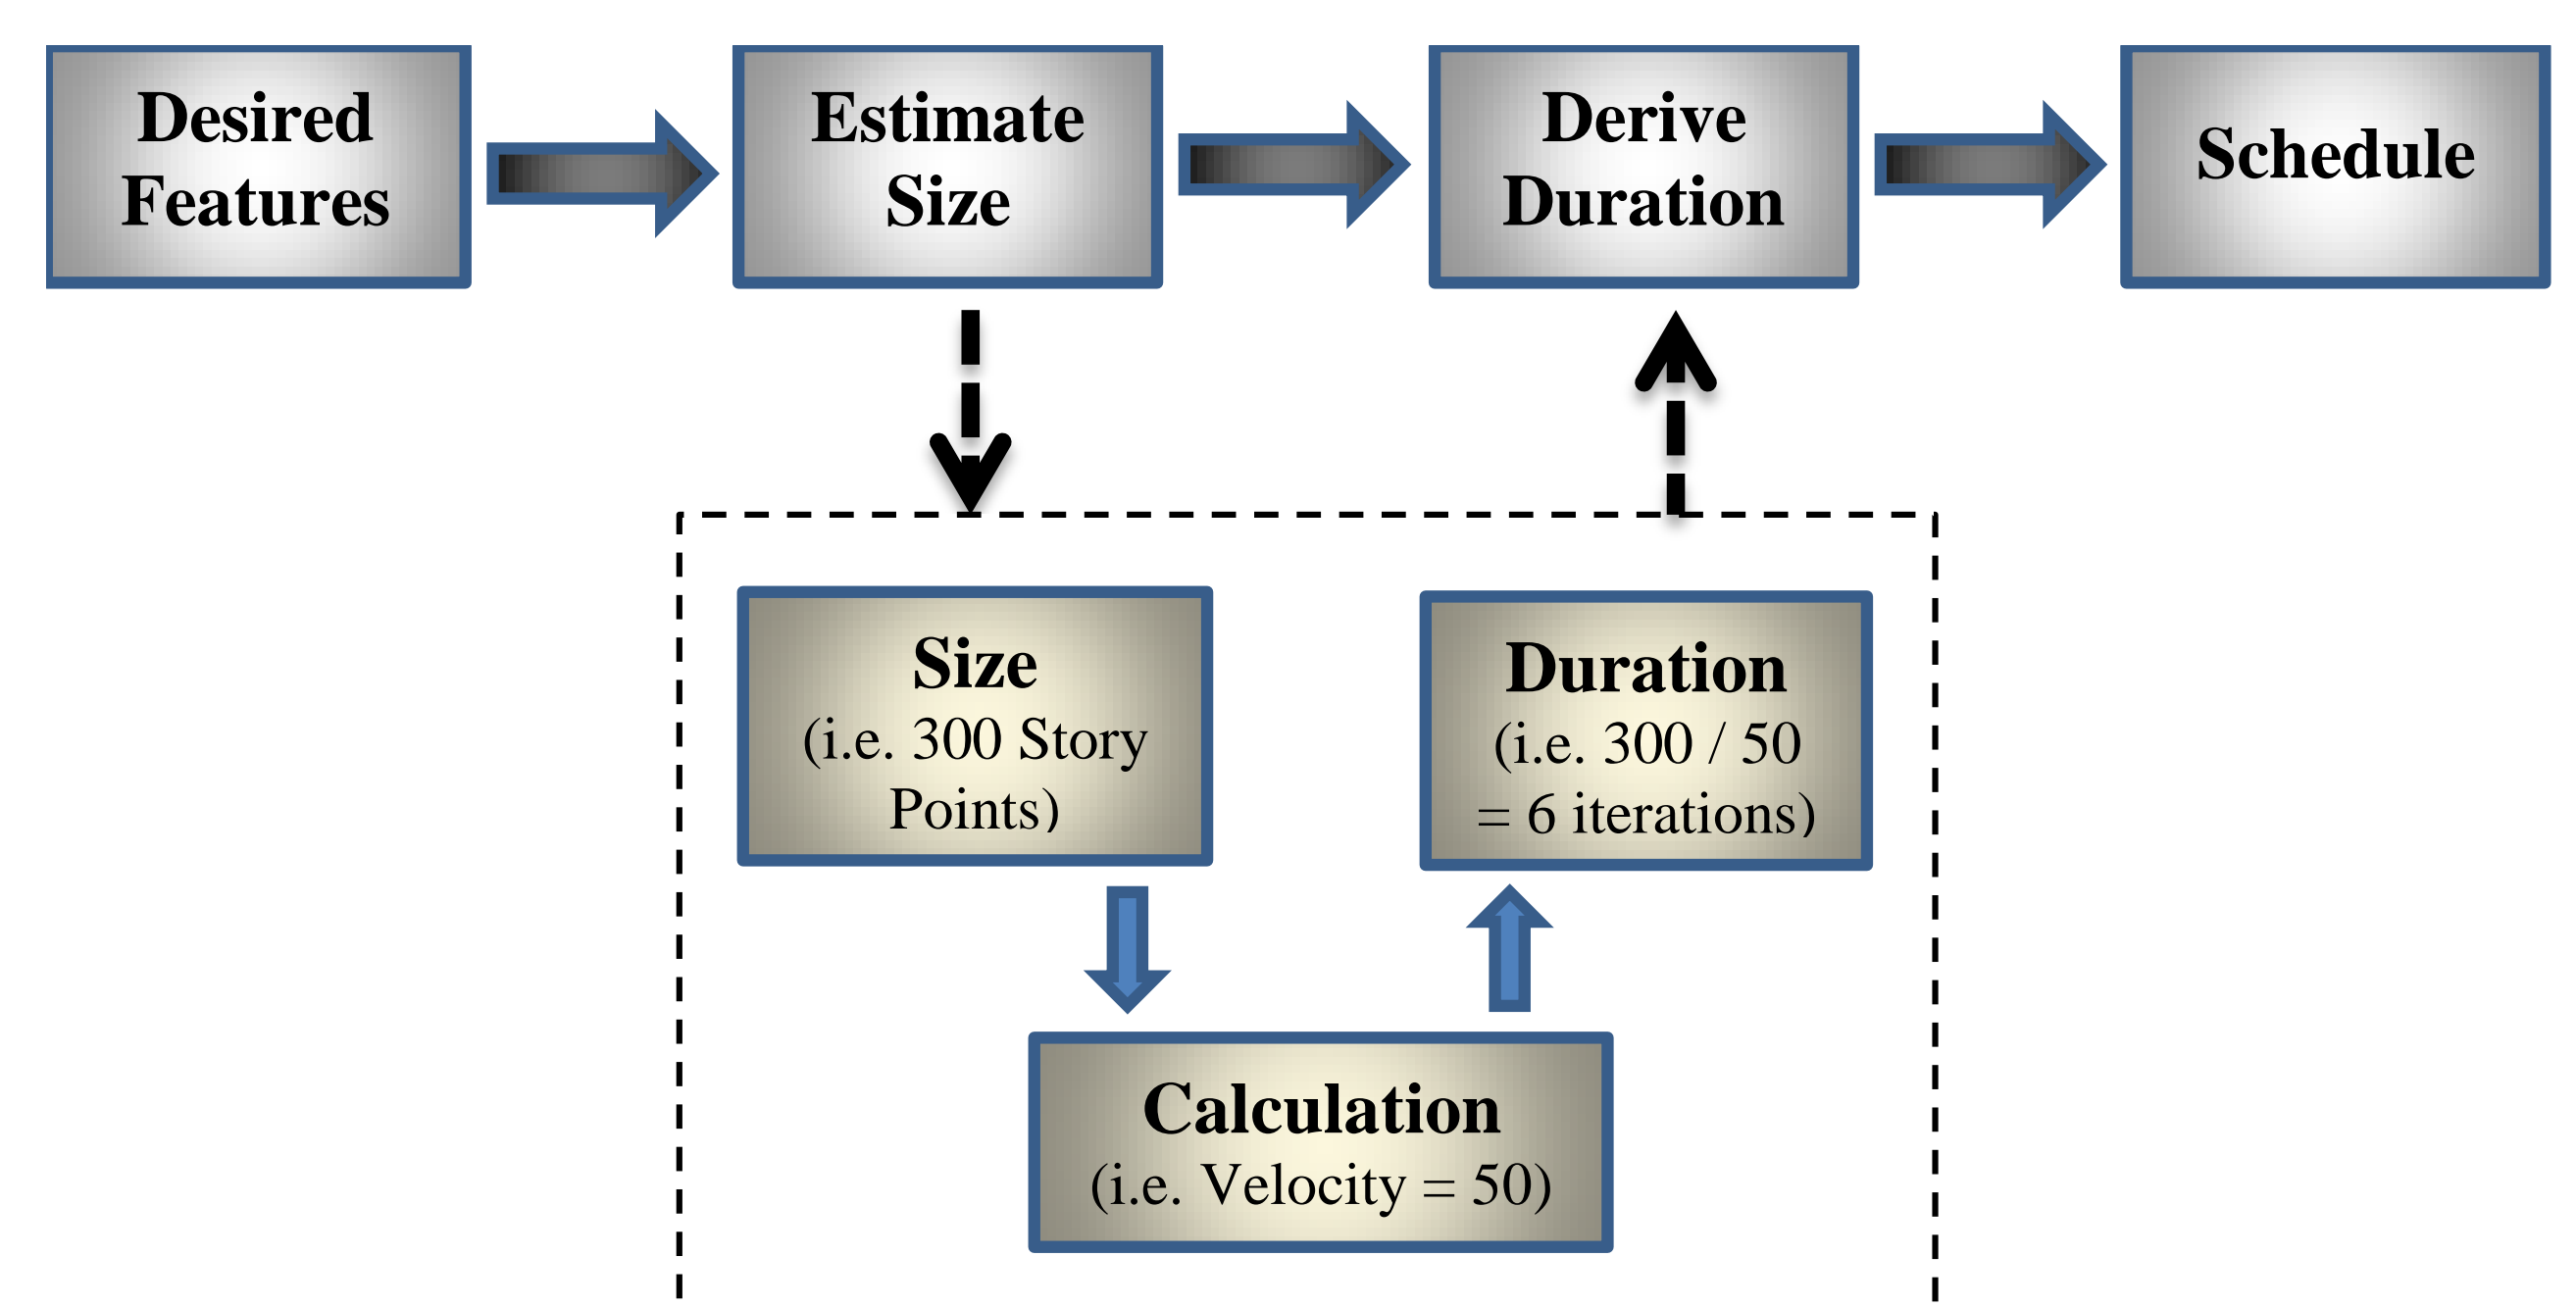 Desired
Features
Estimate
Size
Derive
Duration
Schedule
Size
(i.e. 300 Story
Points)
Duration
(i.e. 300 / 50
= 6 iterations)
Calculation
(i.e. Velocity = 50)